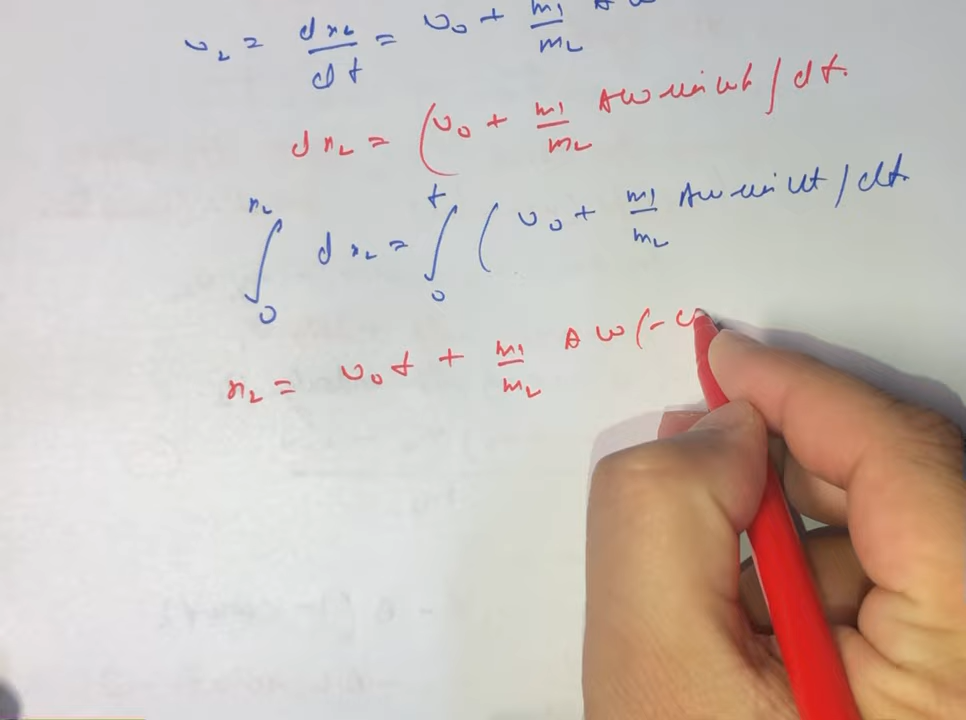 v₂ = dx₂/dt = v₀ + m₁/m₂ A
dx₂ = (v₀ + m₁/m₂ Aω sin ωt) dt.
∫₀^x₂ dx₂ = ∫₀^t (v₀ + m₁/m₂ Aω sin ωt) dt.
x₂ = v₀t + m₁/m₂ Aω(-c